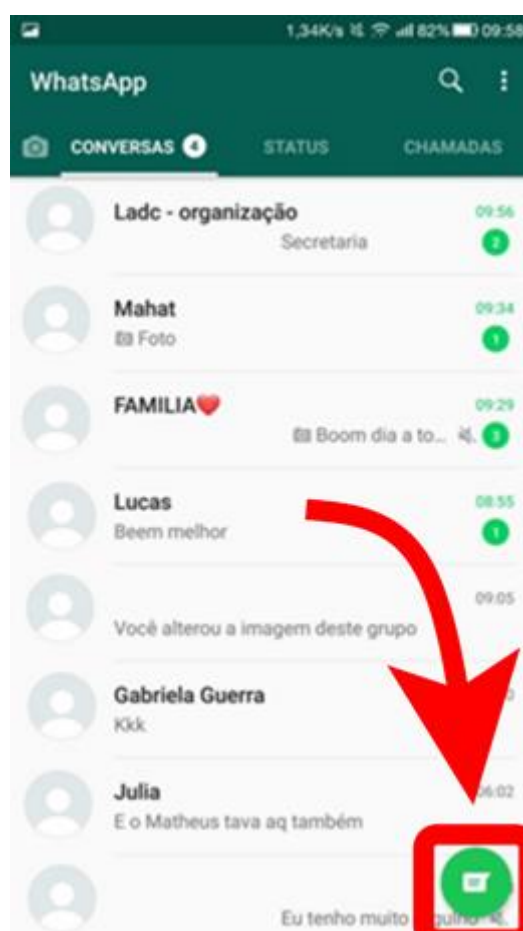 1,34K/s 82% 09:58
WhatsApp
CONVERSAS 4 STATUS CHAMADAS
Ladc - organização 09:56
Secretaria 2
Mahat 09:34
Foto 1
FAMILIA❤ 09:29
Boom dia a to... 3
Lucas 08:55
Beem melhor 1
09:05
Você alterou a imagem deste grupo
Gabriela Guerra
Kkk
Julia 06:02
E o Matheus tava aq também
Eu tenho muito